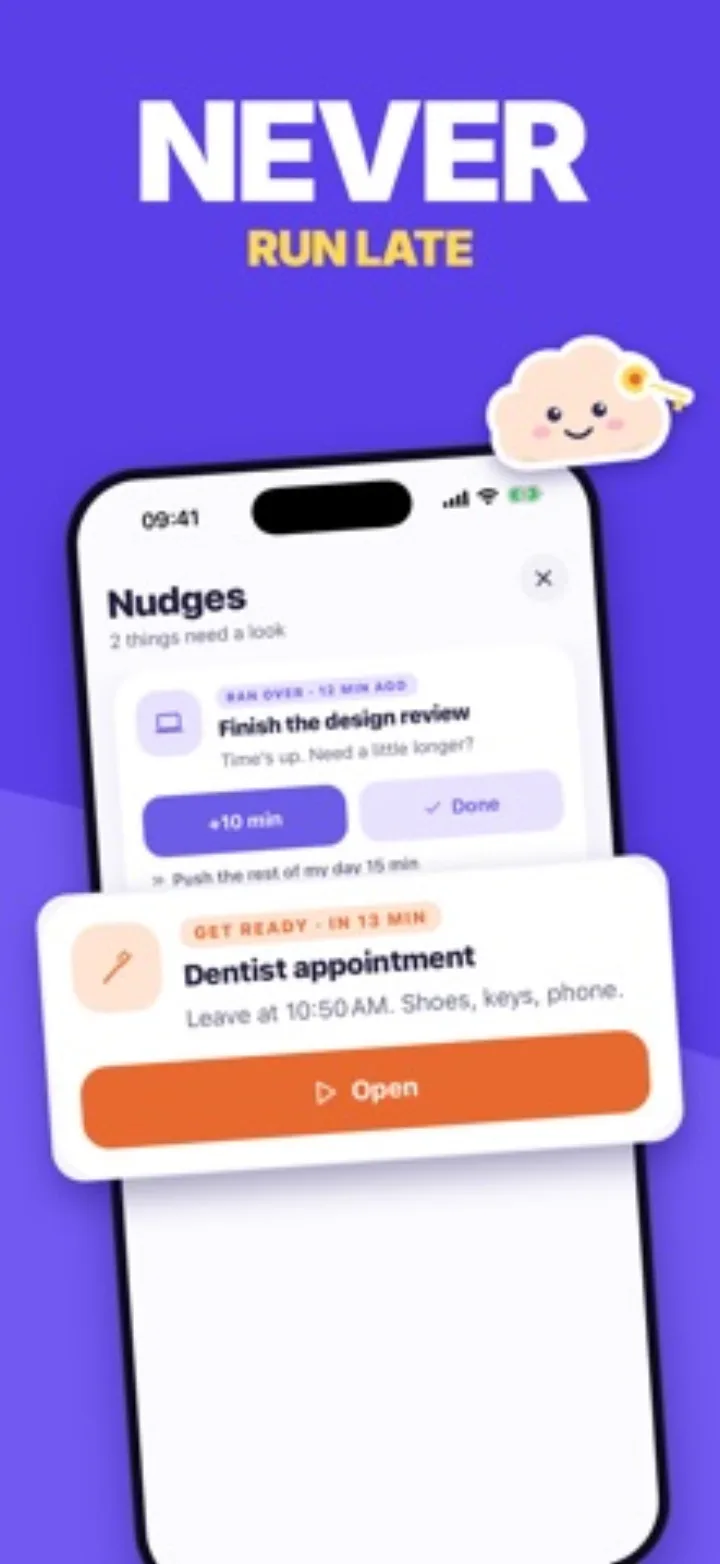 NEVER
RUN LATE
09:41
Nudges
2 things need a look
RAN OVER · 12 MIN AGO
Finish the design review
Time's up. Need a little longer?
+10 min
Done
Push the rest of my day 15 min
GET READY · IN 13 MIN
Dentist appointment
Leave at 10:50 AM. Shoes, keys, phone.
Open